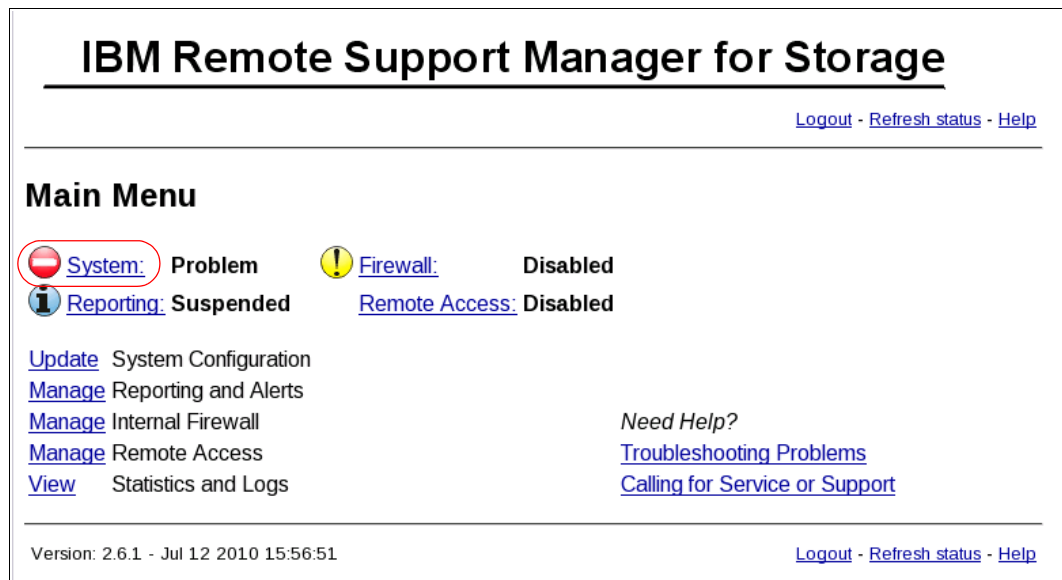 IBM Remote Support Manager for Storage
Logout - Refresh status - Help
Main Menu
System: Problem Firewall: Disabled
Reporting: Suspended Remote Access: Disabled
Update System Configuration
Manage Reporting and Alerts
Manage Internal Firewall Need Help?
Manage Remote Access Troubleshooting Problems
View Statistics and Logs Calling for Service or Support
Version: 2.6.1 - Jul 12 2010 15:56:51 Logout - Refresh status - Help